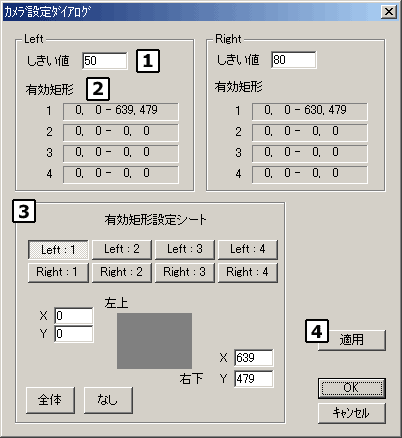 カメラ設定ダイアログ
Left
しきい値 50 1
有効矩形 2
1 0, 0 - 639, 479
2 0, 0 - 0, 0
3 0, 0 - 0, 0
4 0, 0 - 0, 0
Right
しきい値 80
有効矩形
1 0, 0 - 630, 479
2 0, 0 - 0, 0
3 0, 0 - 0, 0
4 0, 0 - 0, 0
3
有効矩形設定シート
Left : 1 Left : 2 Left : 3 Left : 4
Right : 1 Right : 2 Right : 3 Right : 4
左上
X 0
Y 0
X 639
右下 Y 479
全体 なし
4
適用
OK
キャンセル